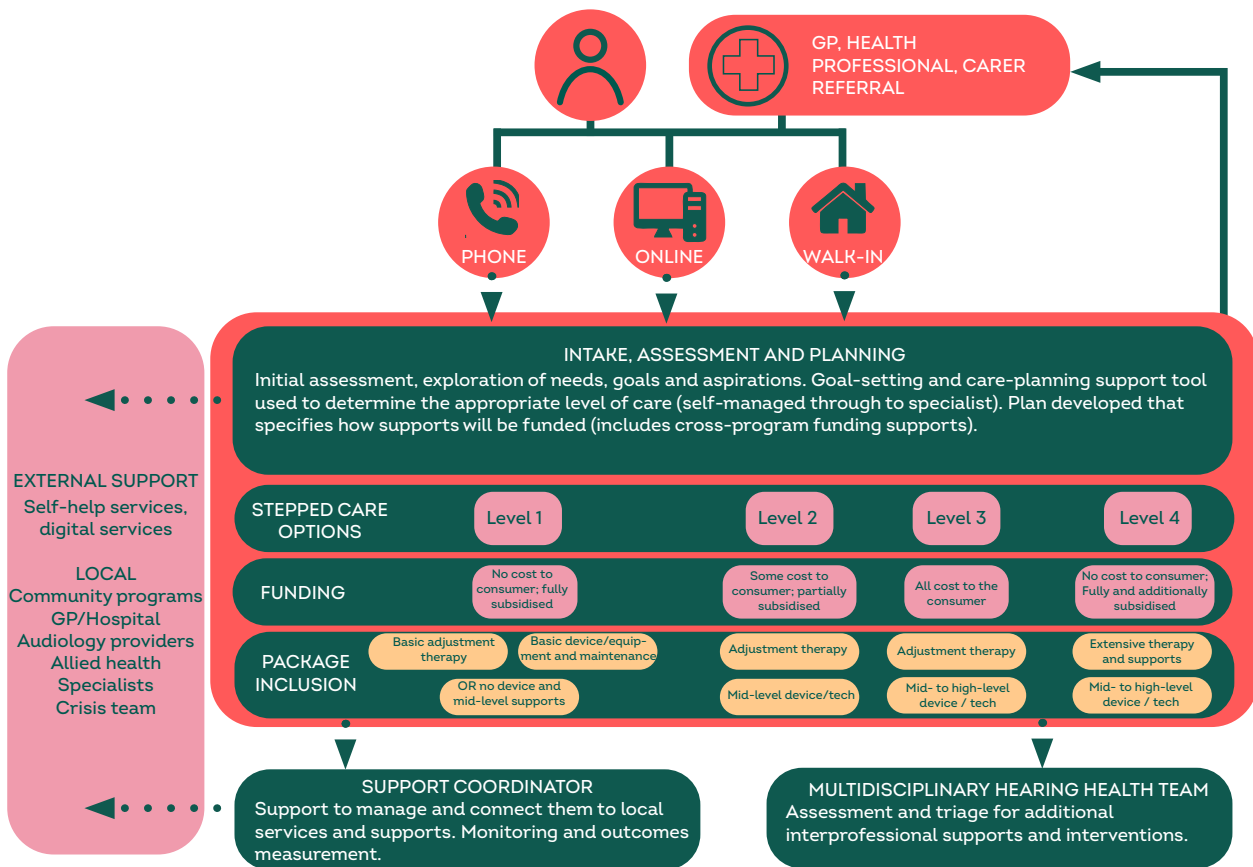 GP, HEALTH
PROFESSIONAL, CARER
REFERRAL
PHONE
ONLINE
WALK-IN
INTAKE, ASSESSMENT AND PLANNING
Initial assessment, exploration of needs, goals and aspirations. Goal-setting and care-planning support tool
used to determine the appropriate level of care (self-managed through to specialist). Plan developed that
specifies how supports will be funded (includes cross-program funding supports).
EXTERNAL SUPPORT
Self-help services,
digital services
LOCAL
Community programs
GP/Hospital
Audiology providers
Allied health
Specialists
Crisis team
STEPPED CARE
OPTIONS
Level 1
Level 2
Level 3
Level 4
FUNDING
No cost to
consumer; fully
subsidised
Some cost to
consumer; partially
subsidised
All cost to the
consumer
No cost to consumer;
Fully and additionally
subsidised
PACKAGE
INCLUSION
Basic adjustment
therapy
Basic device/equip-
ment and maintenance
OR no device and
mid-level supports
Adjustment therapy
Mid-level device/tech
Adjustment therapy
Mid- to high-level
device / tech
Extensive therapy
and supports
Mid- to high-level
device / tech
SUPPORT COORDINATOR
Support to manage and connect them to local
services and supports. Monitoring and outcomes
measurement.
MULTIDISCIPLINARY HEARING HEALTH TEAM
Assessment and triage for additional
interprofessional supports and interventions.